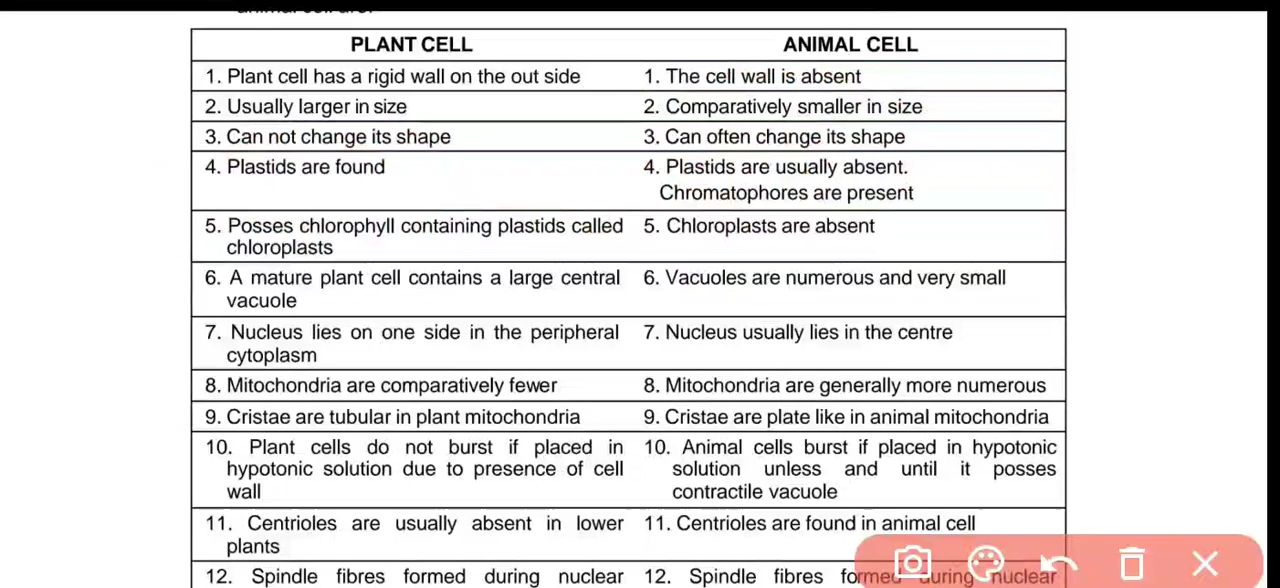 PLANT CELL ANIMAL CELL
1. Plant cell has a rigid wall on the out side 1. The cell wall is absent
2. Usually larger in size 2. Comparatively smaller in size
3. Can not change its shape 3. Can often change its shape
4. Plastids are found 4. Plastids are usually absent.
Chromatophores are present
5. Posses chlorophyll containing plastids called 5. Chloroplasts are absent
chloroplasts
6. A mature plant cell contains a large central 6. Vacuoles are numerous and very small
vacuole
7. Nucleus lies on one side in the peripheral 7. Nucleus usually lies in the centre
cytoplasm
8. Mitochondria are comparatively fewer 8. Mitochondria are generally more numerous
9. Cristae are tubular in plant mitochondria 9. Cristae are plate like in animal mitochondria
10. Plant cells do not burst if placed in 10. Animal cells burst if placed in hypotonic
hypotonic solution due to presence of cell solution unless and until it posses
wall contractile vacuole
11. Centrioles are usually absent in lower 11. Centrioles are found in animal cell
plants
12. Spindle fibres formed during nuclear 12. Spindle fibres formed during nuclear